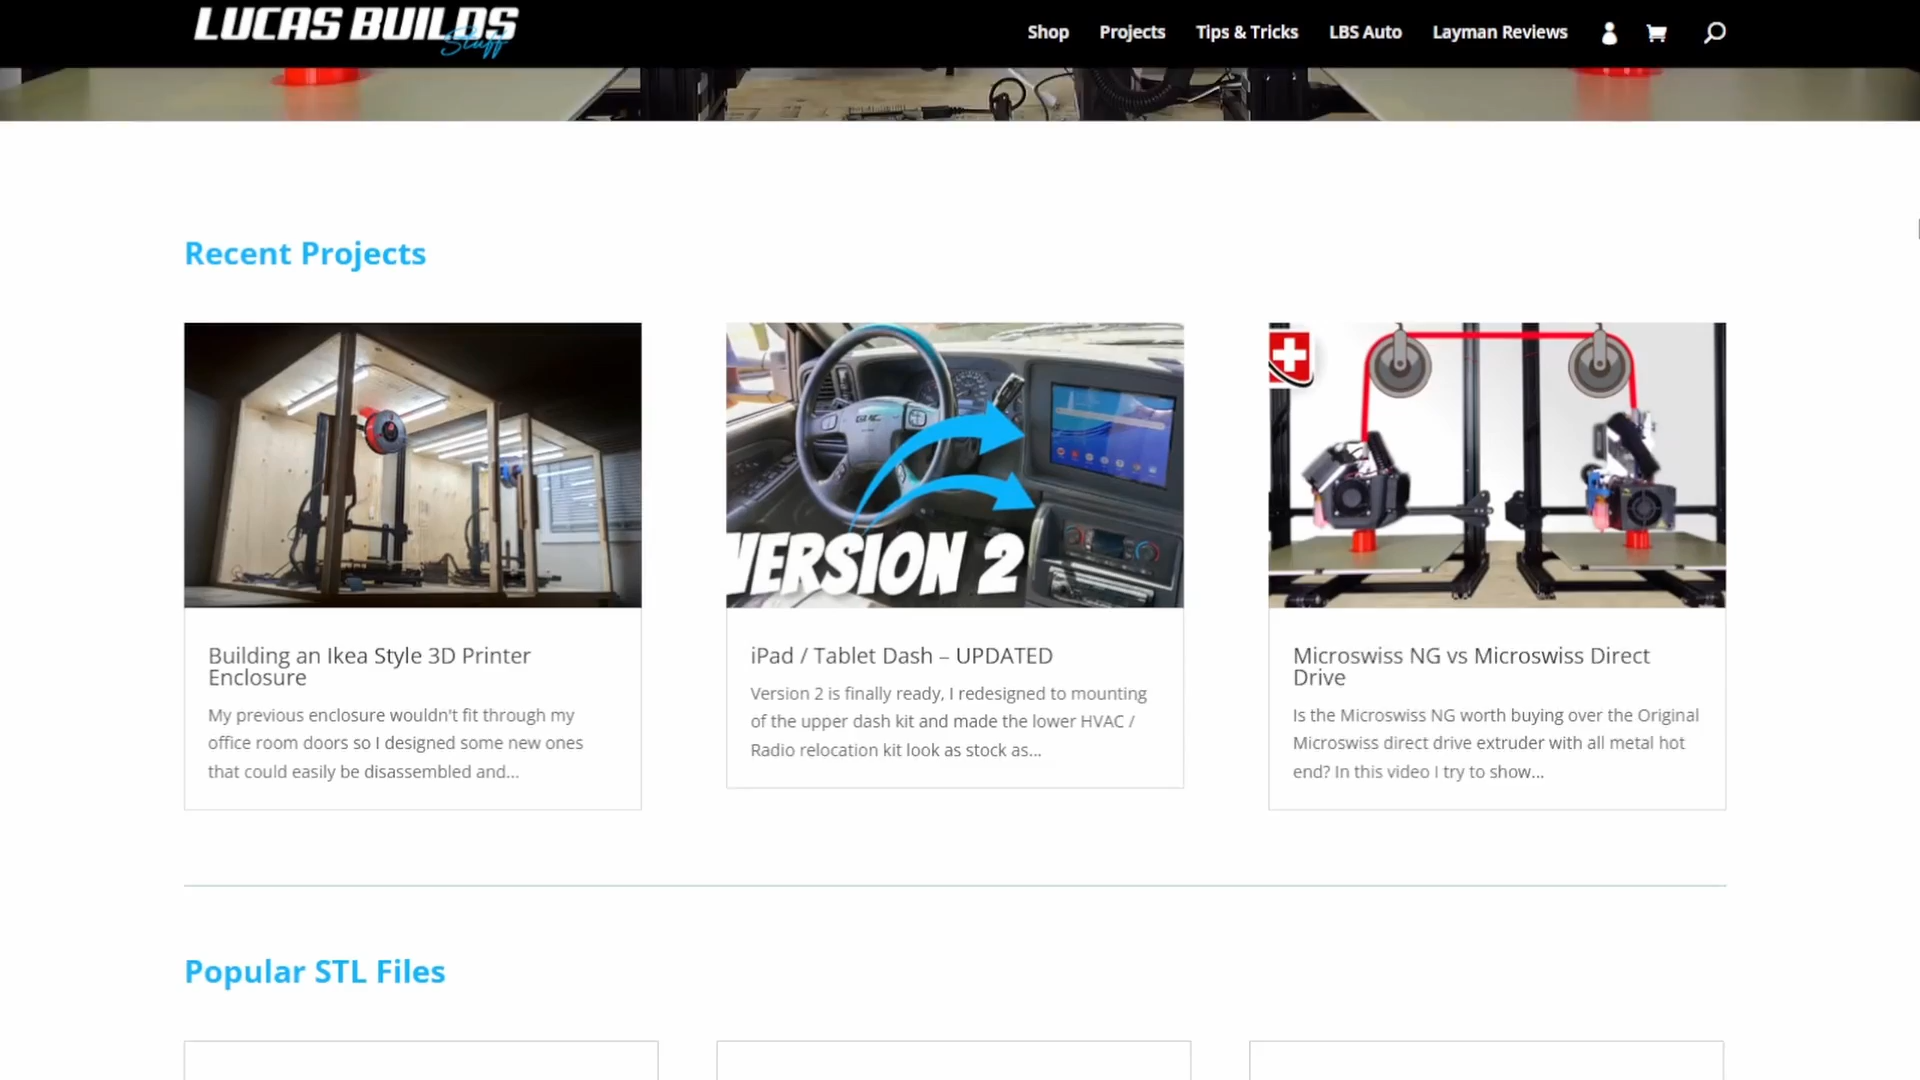 LUCAS BUILDS
Stuff
Shop Projects Tips & Tricks LBS Auto Layman Reviews
Recent Projects
GMC
VERSION 2
Building an Ikea Style 3D Printer
Enclosure
My previous enclosure wouldn't fit through my
office room doors so I designed some new ones
that could easily be disassembled and...
iPad / Tablet Dash – UPDATED
Version 2 is finally ready, I redesigned to mounting
of the upper dash kit and made the lower HVAC /
Radio relocation kit look as stock as...
Microswiss NG vs Microswiss Direct
Drive
Is the Microswiss NG worth buying over the Original
Microswiss direct drive extruder with all metal hot
end? In this video I try to show...
Popular STL Files